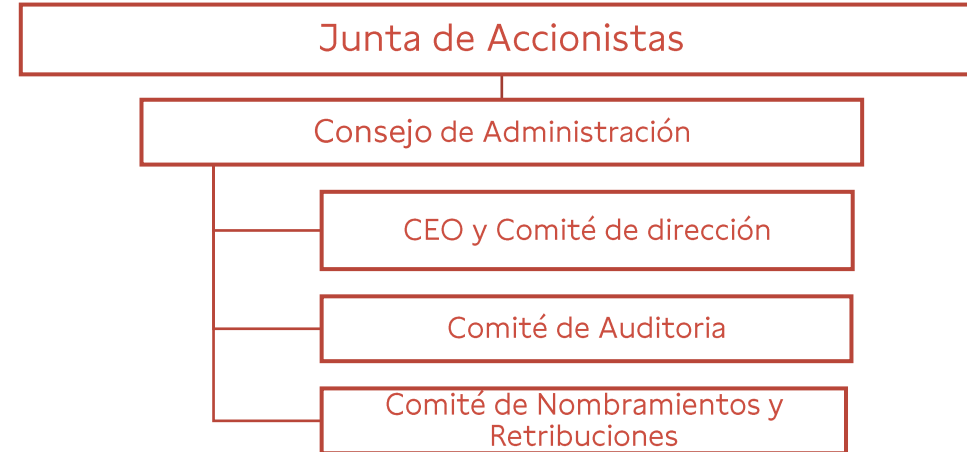 Junta de Accionistas
Consejo de Administración
CEO y Comité de dirección
Comité de Auditoria
Comité de Nombramientos y
Retribuciones